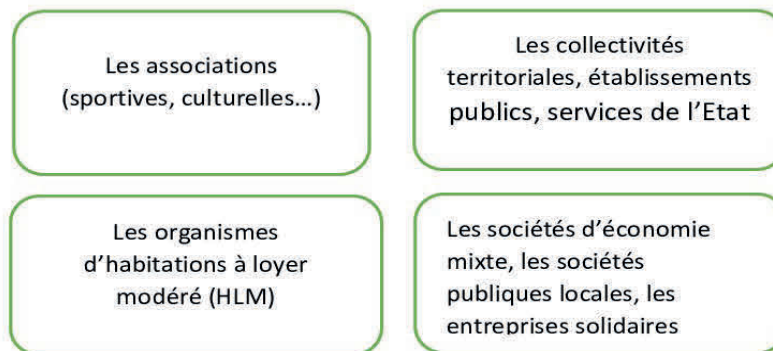 Les associations
(sportives, culturelles...)
Les collectivités
territoriales, établissements
publics, services de l'Etat
Les organismes
d'habitations à loyer
modéré (HLM)
Les sociétés d'économie
mixte, les sociétés
publiques locales, les
entreprises solidaires